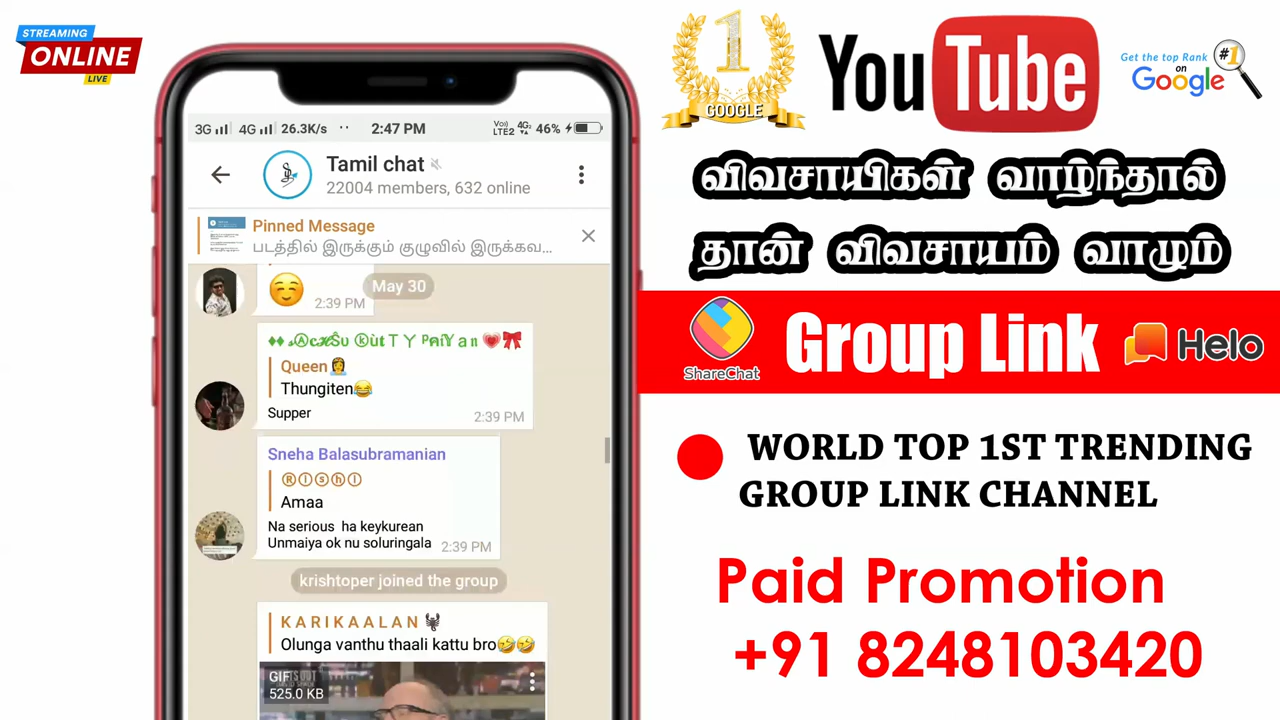 STREAMING
ONLINE
LIVE
3G 4G 26.3K/s ·· 2:47 PM Vo)) LTE2 4G 46%
Tamil chat
22004 members, 632 online
Pinned Message
படத்தில் இருக்கும் குழுவில் இருக்கவ...
May 30
☺️ 2:39 PM
♦♦ 💗🎀
Queen👸
Thungiten😂
Supper 2:39 PM
Sneha Balasubramanian
Ⓡⓘⓢⓗⓘ
Amaa
Na serious ha keykurean
Unmaiya ok nu soluringala 2:39 PM
krishtoper joined the group
K A R I K A A L A N 🦂
Olunga vanthu thaali kattu bro🤣🤣
GIF
525.0 KB
1
GOOGLE
YouTube
Get the top Rank
on
Google
#1
விவசாயிகள் வாழ்ந்தால்
தான் விவசாயம் வாழும்
ShareChat
Group Link
Helo
WORLD TOP 1ST TRENDING
GROUP LINK CHANNEL
Paid Promotion
+91 8248103420